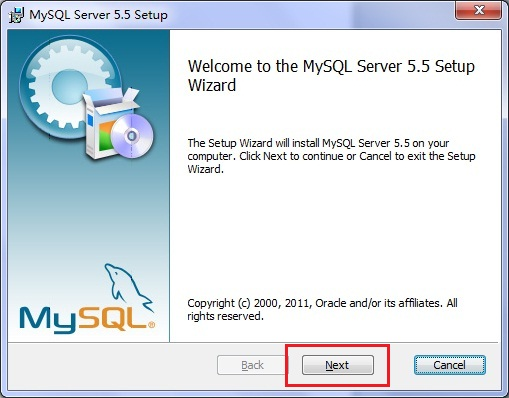 MySQL Server 5.5 Setup
Welcome to the MySQL Server 5.5 Setup
Wizard
The Setup Wizard will install MySQL Server 5.5 on your
computer. Click Next to continue or Cancel to exit the Setup
Wizard.
MySQL®
Copyright (c) 2000, 2011, Oracle and/or its affiliates. All
rights reserved.
Back Next Cancel